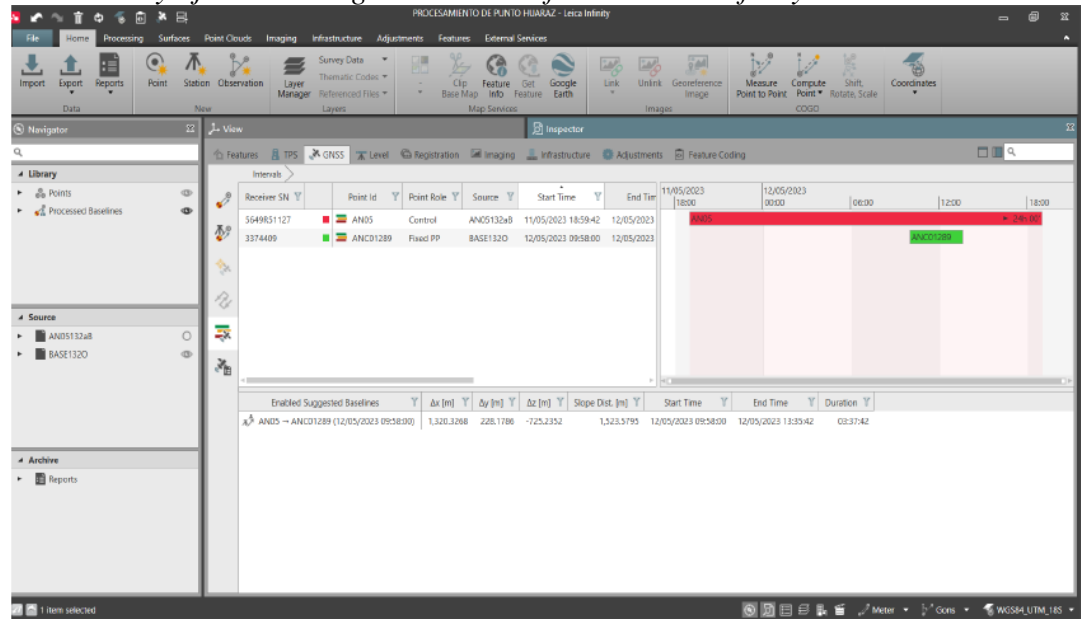 PROCESAMIENTO DE PUNTO HUARAZ - Leica Infinity
File Home Processing Surfaces Point Clouds Imaging Infrastructure Adjustments Features External Services
Import Export Reports Point Station Observation Layer Manager Survey Data Clip Base Map Feature Info Get Feature Google Earth Link Unlink Georeference Image Measure Point to Point Compute Point Shift, Rotate, Scale Coordinates
Thematic Codes
Referenced Files
Data New Layers Map Services Images COGO
Navigator View Inspector
Features TPS GNSS Level Registration Imaging Infrastructure Adjustments Feature Coding
Library
Points
Processed Baselines
Intervals
Receiver SN Point Id Point Role Source Start Time End Tim
5649R51127 AN05 Control AN05132a8 11/05/2023 18:59:42 12/05/2023
3374409 ANC01289 Fixed PP BASE132O 12/05/2023 09:58:00 12/05/2023
11/05/2023 12/05/2023
18:00 00:00 06:00 12:00 18:00
AN05 24h 00'
ANC01289
Source
AN05132a8
BASE132O
Enabled Suggested Baselines Δx [m] Δy [m] Δz [m] Slope Dist. [m] Start Time End Time Duration
AN05 → ANC01289 (12/05/2023 09:58:00) 1,320.3268 228.1786 -725.2352 1,523.5795 12/05/2023 09:58:00 12/05/2023 13:35:42 03:37:42
Archive
Reports
1 item selected
Meter Gons WGS84_UTM_18S